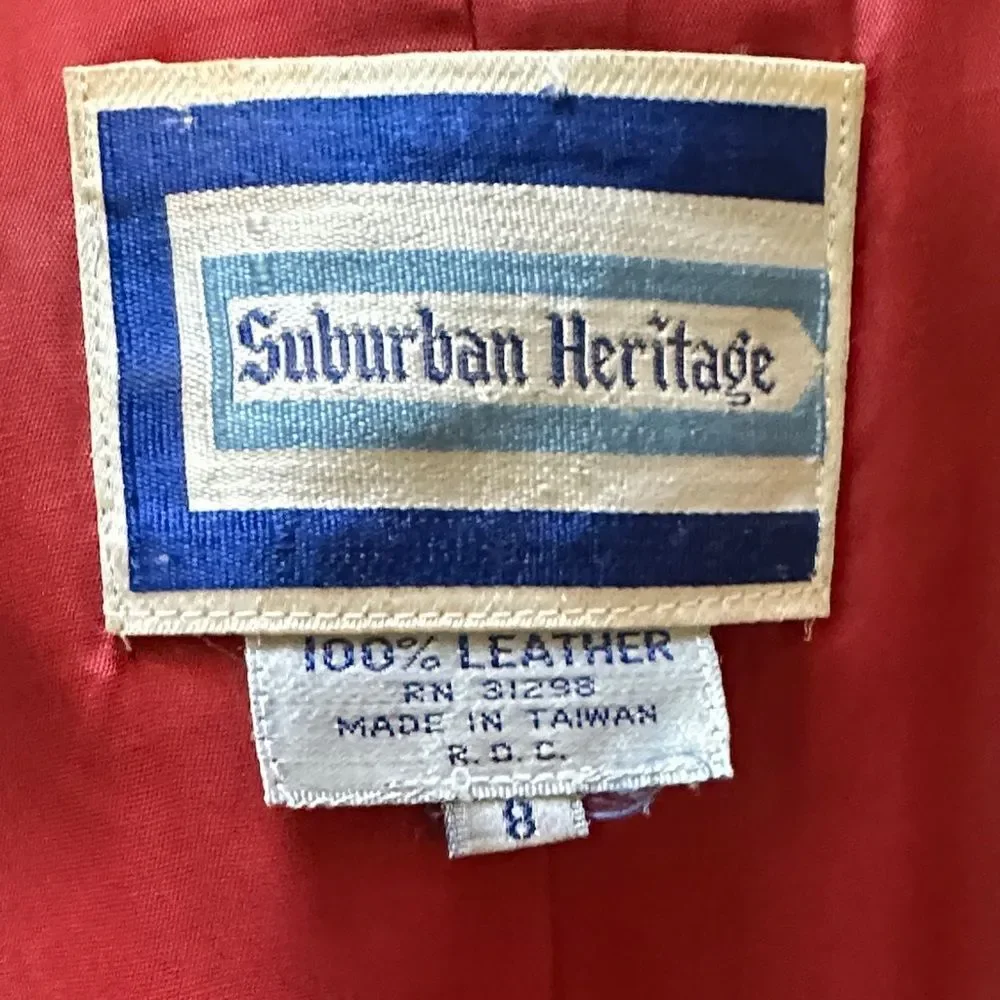 Suburban Heritage
100% LEATHER
RN 31298
MADE IN TAIWAN
R.O.C.
8